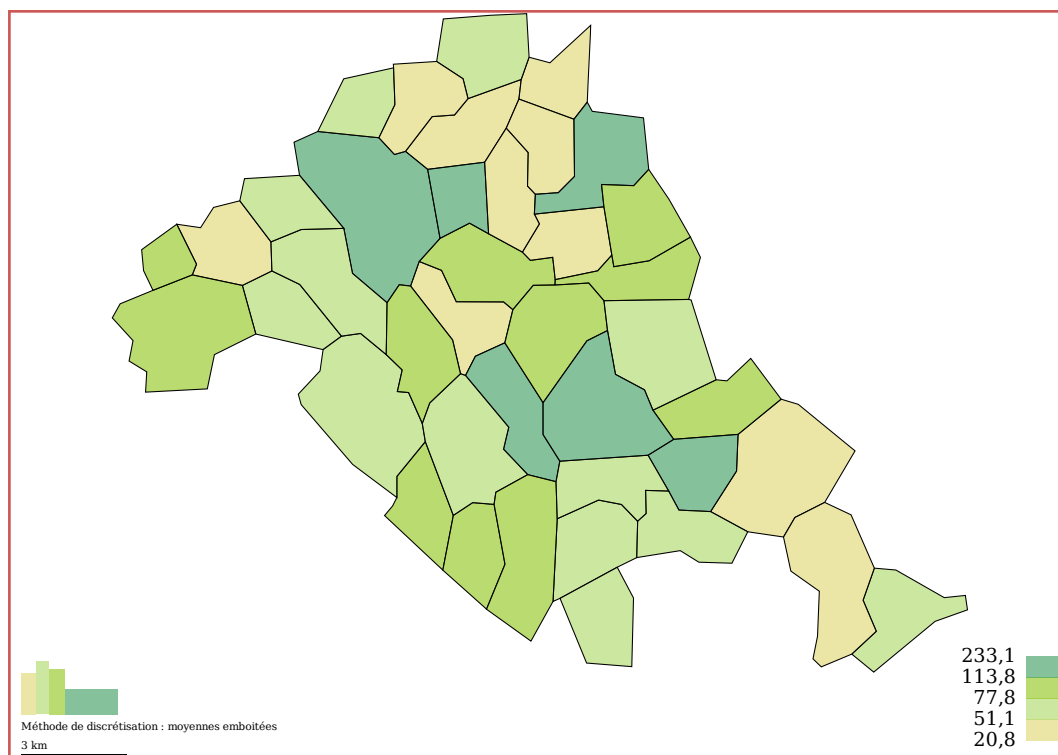 233,1
113,8
77,8
51,1
20,8
Méthode de discrétisation : moyennes emboitées
3 km